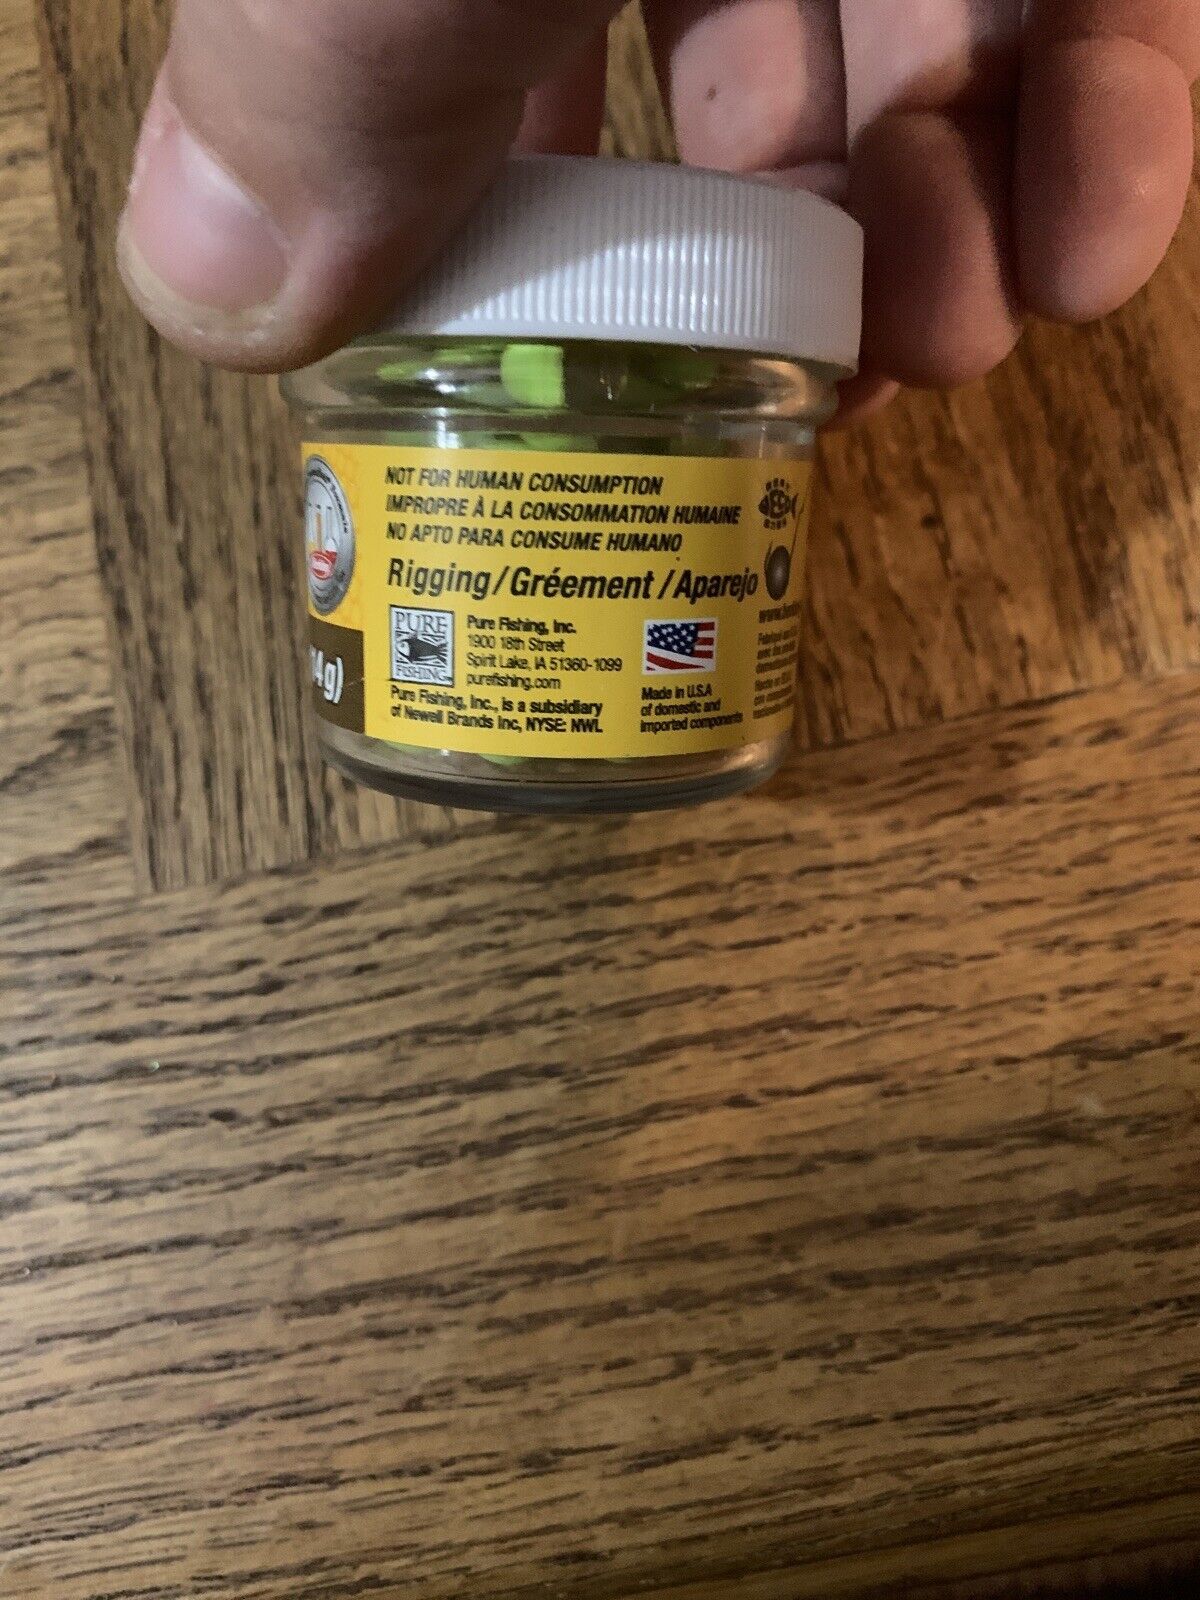 NOT FOR HUMAN CONSUMPTION
IMPROPRE À LA CONSOMMATION HUMAINE
NO APTO PARA CONSUME HUMANO
Rigging/Gréement/Aparejo
PURE
FISHING
Pure Fishing, Inc.
1900 18th Street
Spirit Lake, IA 51360-1099
purefishing.com
Pure Fishing, Inc., is a subsidiary
of Newell Brands Inc, NYSE: NWL
Made in U.S.A
of domestic and
imported components
4g)
www.